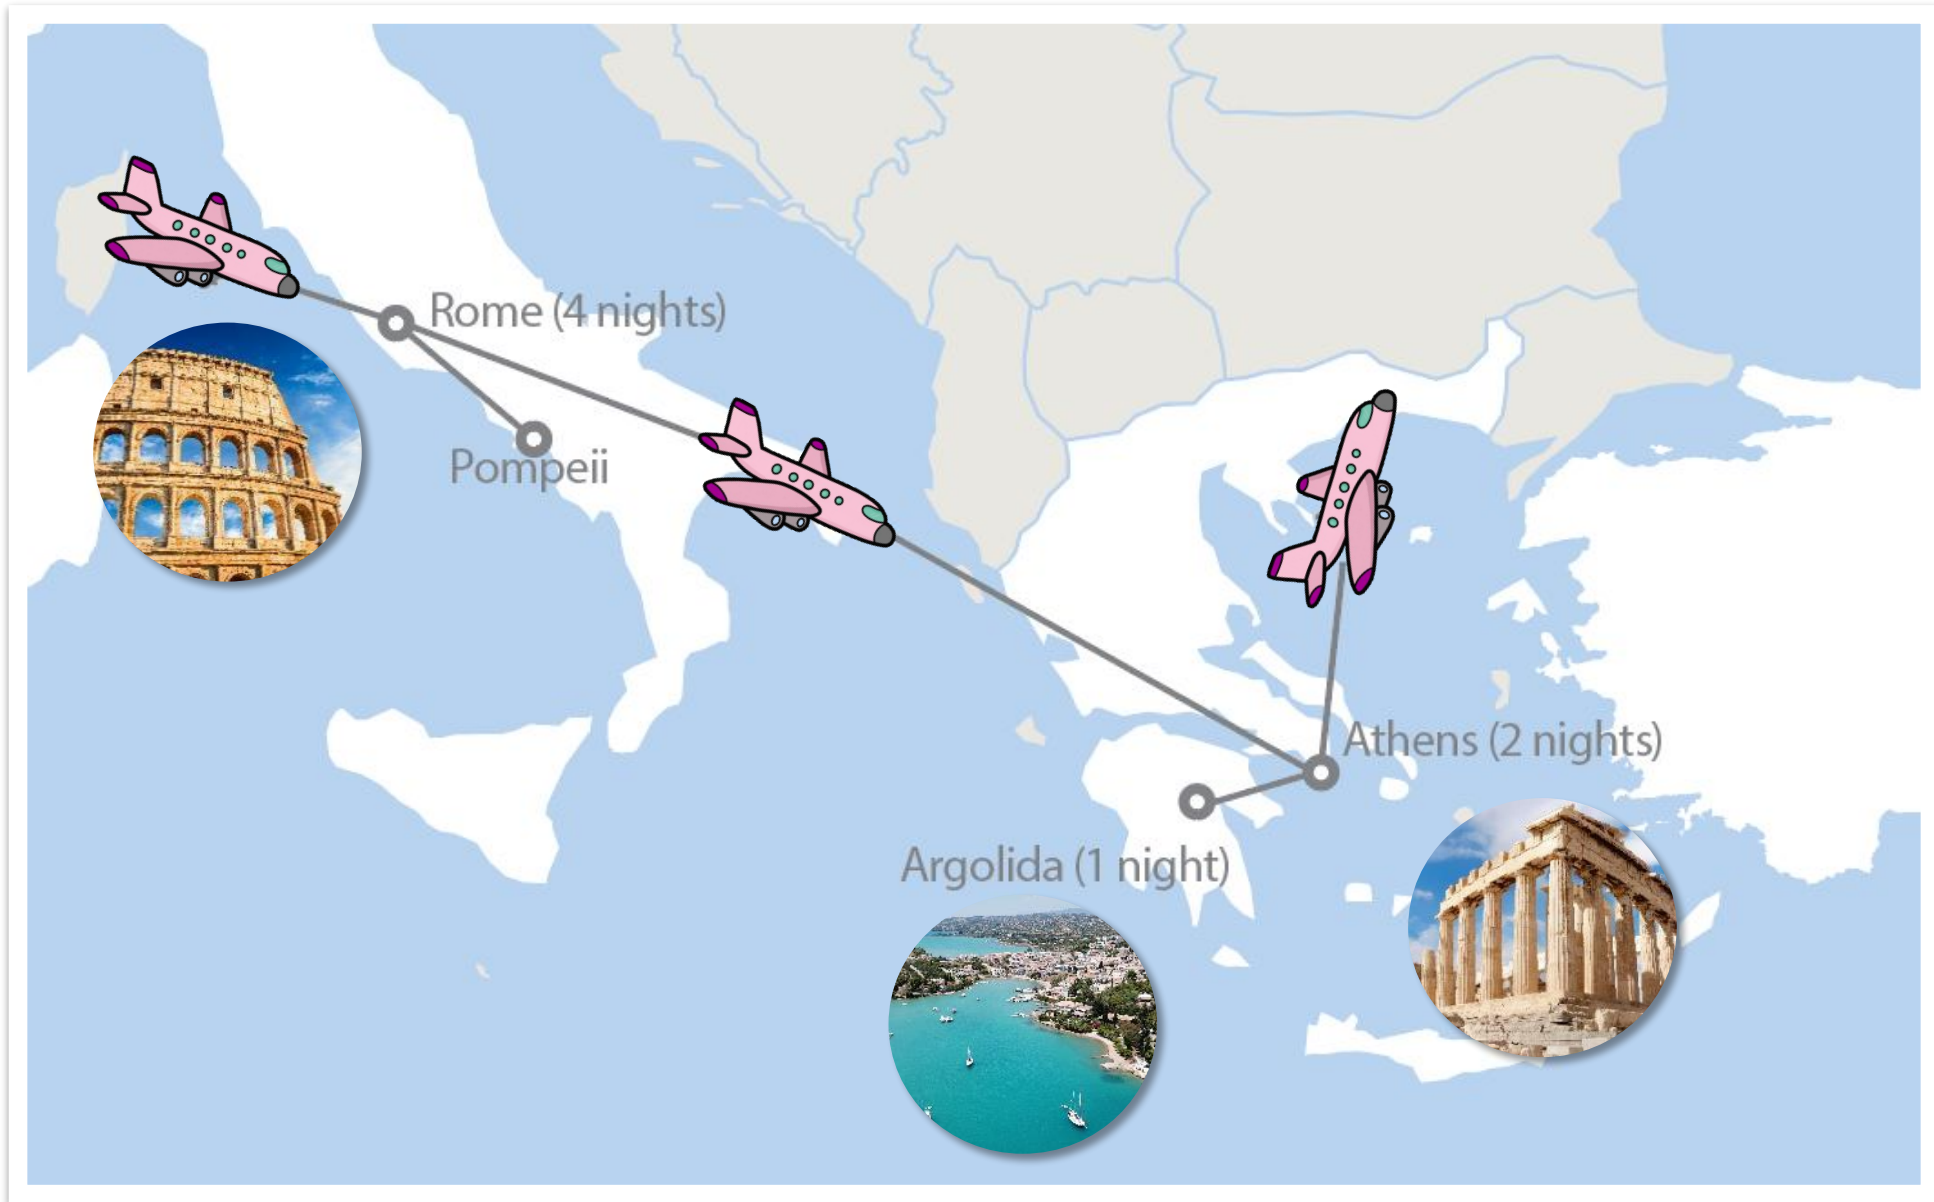 Rome (4 nights)
Pompeii
Athens (2 nights)
Argolida (1 night)